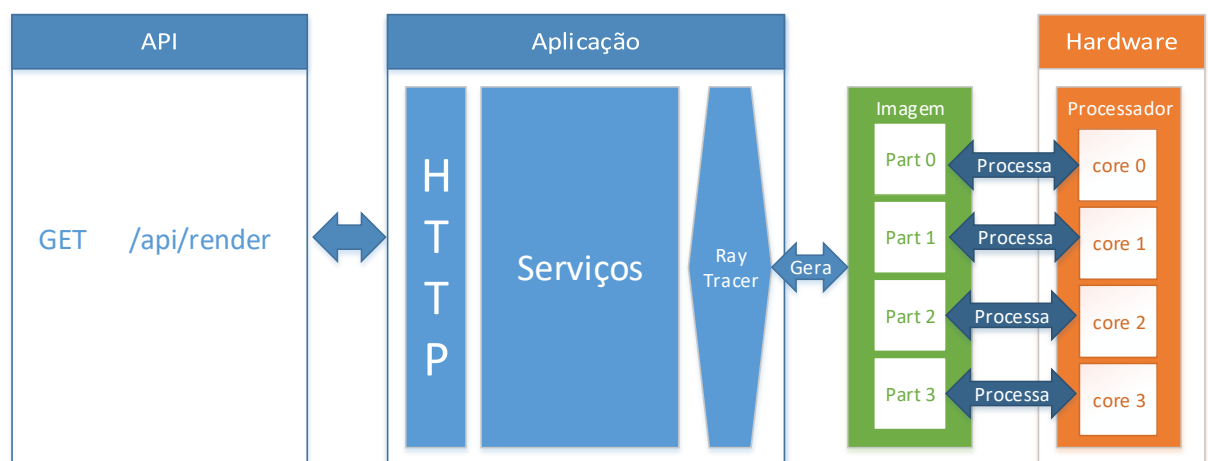 API
GET /api/render
Aplicação
H
T
T
P
Serviços
Ray
Tracer
Gera
Imagem
Part 0
Part 1
Part 2
Part 3
Processa
Processa
Processa
Processa
Hardware
Processador
core 0
core 1
core 2
core 3